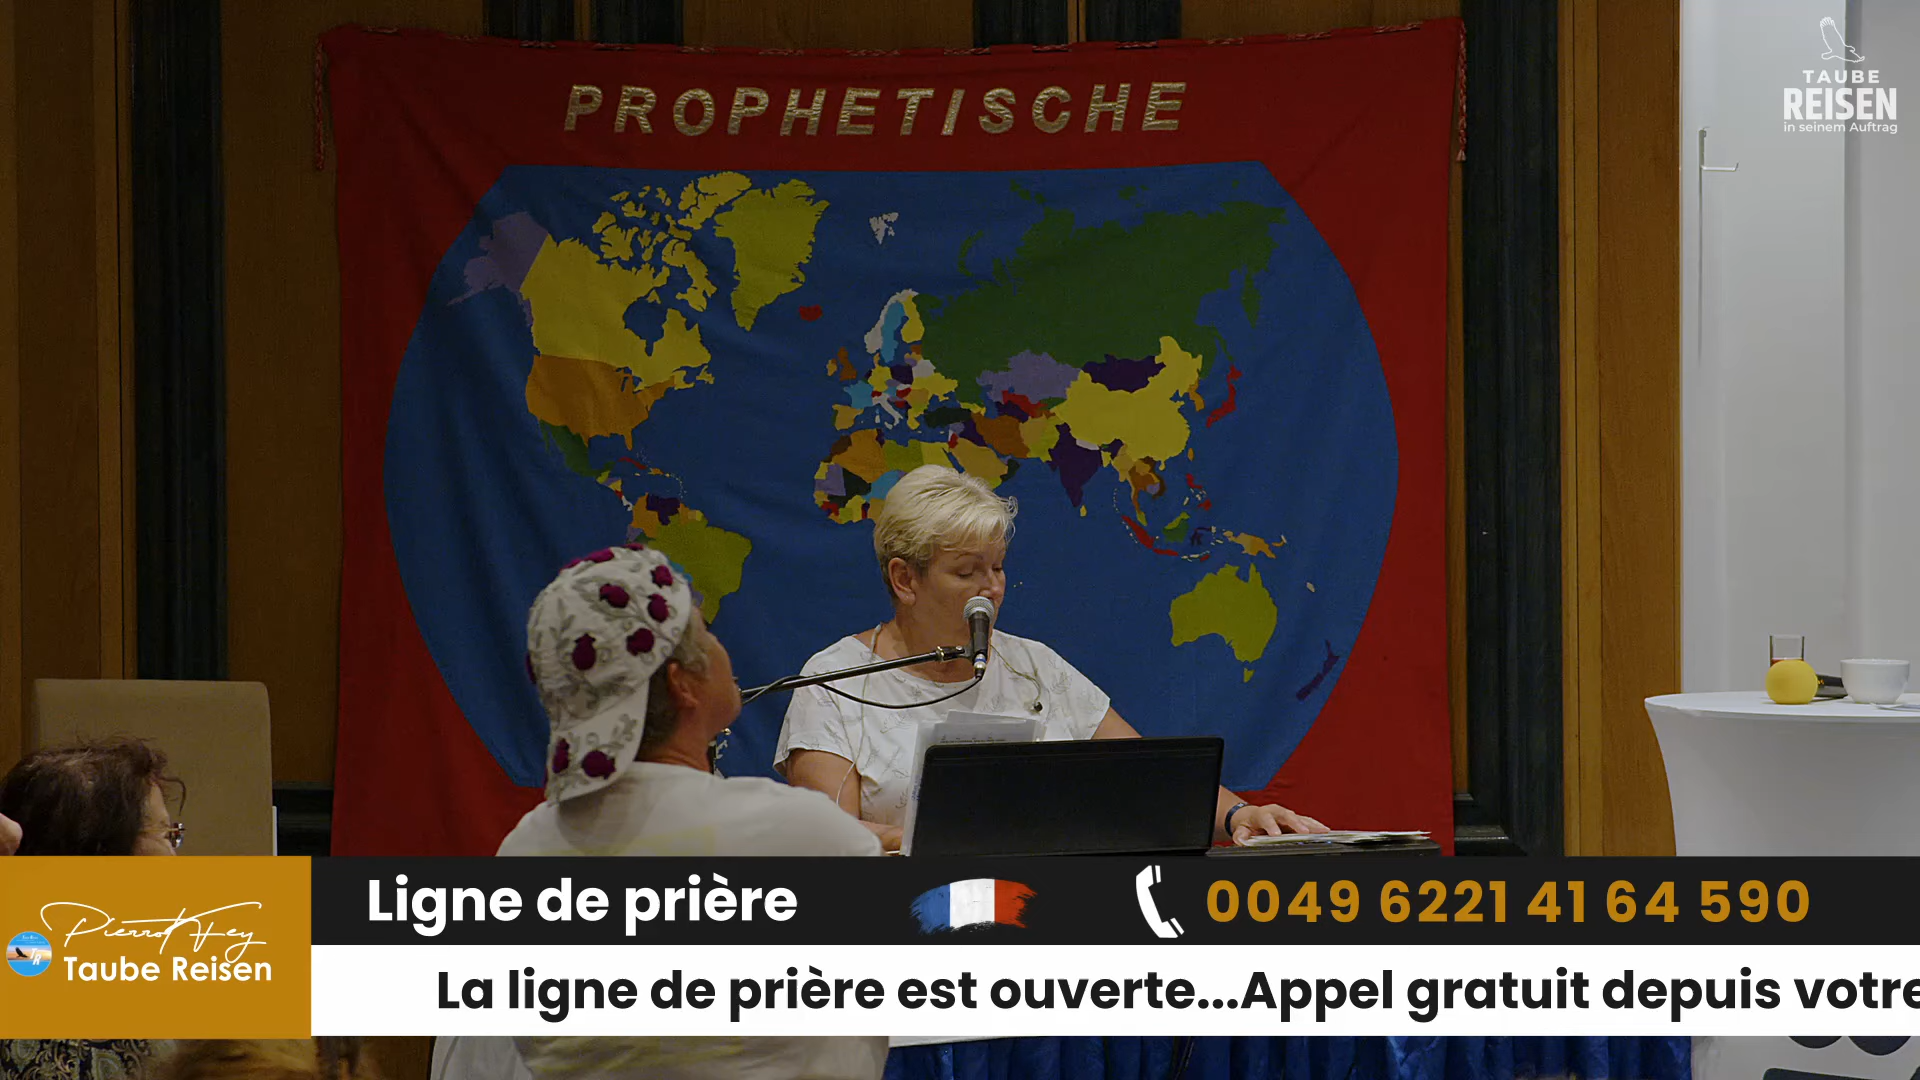 PROPHETISCHE
TAUBE
REISEN
in seinem Auftrag
Ligne de prière
0049 6221 41 64 590
Pierrot Fey
Taube Reisen
La ligne de prière est ouverte...Appel gratuit depuis votre